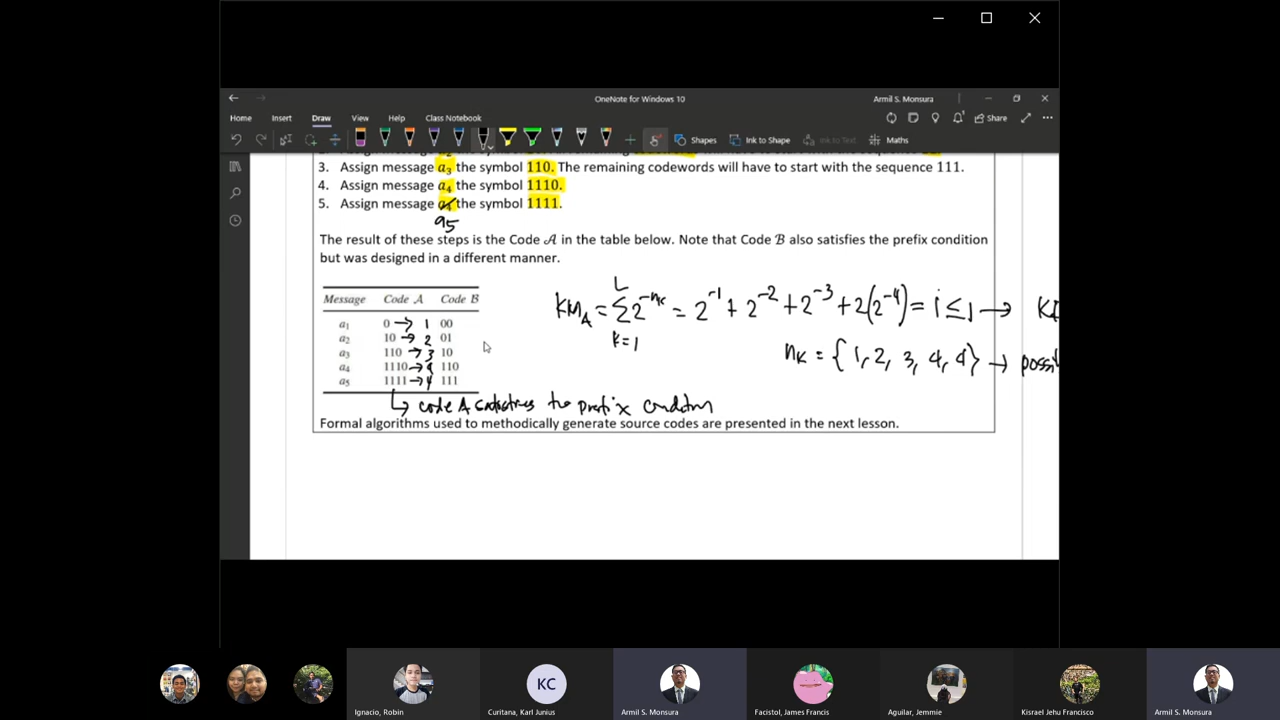 OneNote for Windows 10
Armil S. Monsura
Home Insert Draw View Help Class Notebook
Share
Shapes Ink to Shape Ink to Text Maths
3. Assign message a3 the symbol 110. The remaining codewords will have to start with the sequence 111.
4. Assign message a4 the symbol 1110.
5. Assign message the symbol 1111.
a5
The result of these steps is the Code A in the table below. Note that Code B also satisfies the prefix condition
but was designed in a different manner.
Message Code A Code B
a1 0 → 1 00
a2 10 → 2 01
a3 110 → 3 10
a4 1110 → 4 110
a5 1111 → 4 111
KM_A = L Σ k=1 2^-nk = 2^-1 + 2^-2 + 2^-3 + 2(2^-4) = 1 ≤ 1 →
nk = {1, 2, 3, 4, 4} → possi
↳ code A satisfies the prefix condition
Formal algorithms used to methodically generate source codes are presented in the next lesson.
KC
Ignacio, Robin
Curitana, Karl Junius
Armil S. Monsura
Facistol, James Francis
Aguilar, Jemmie
Kisrael Jehu Francisco
Armil S. Monsura